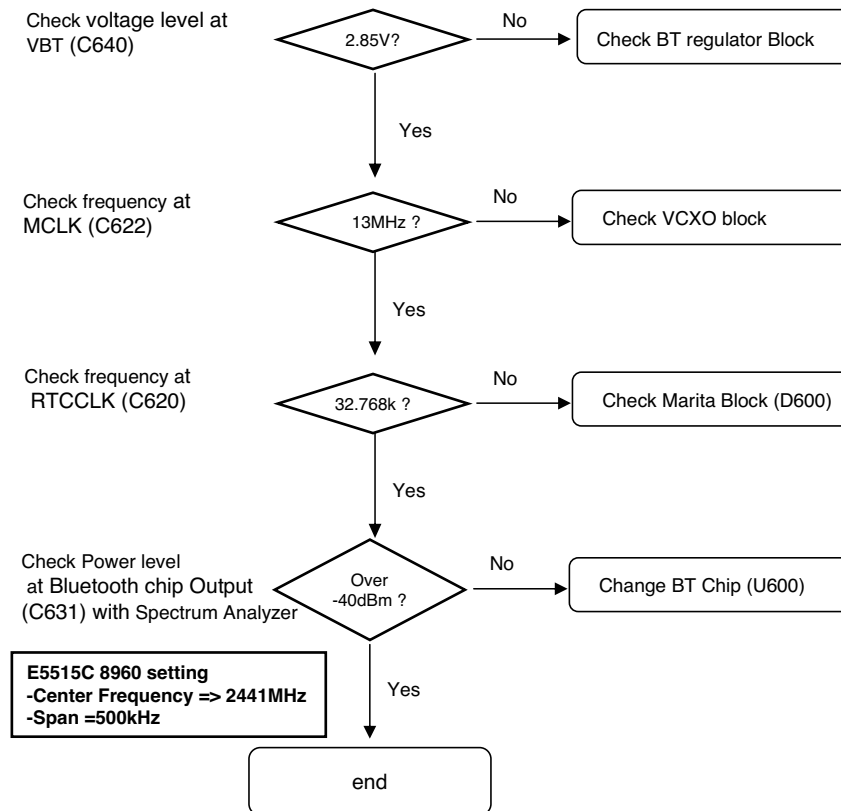 Check voltage level at
VBT (C640)
2.85V?
No
Check BT regulator Block
Yes
Check frequency at
MCLK (C622)
13MHz ?
No
Check VCXO block
Yes
Check frequency at
RTCCLK (C620)
32.768k ?
No
Check Marita Block (D600)
Yes
Check Power level
at Bluetooth chip Output
(C631) with Spectrum Analyzer
Over
-40dBm ?
No
Change BT Chip (U600)
E5515C 8960 setting
-Center Frequency => 2441MHz
-Span =500kHz
Yes
end